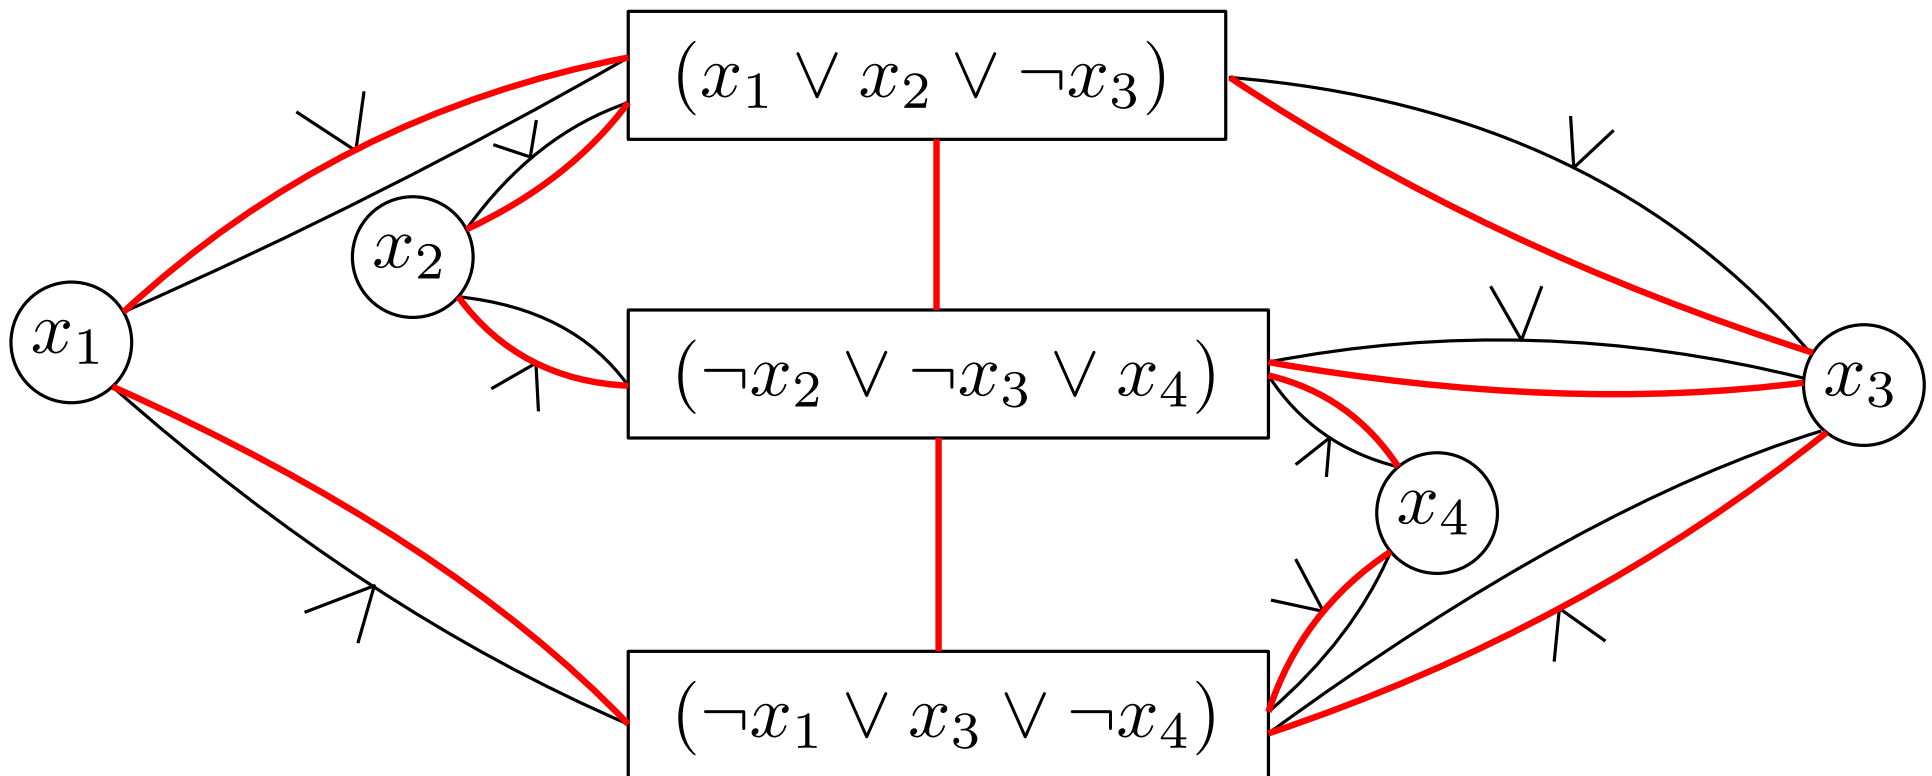 (x₁ ∨ x₂ ∨ ¬x₃)
x₂
x₁
(¬x₂ ∨ ¬x₃ ∨ x₄)
x₃
x₄
(¬x₁ ∨ x₃ ∨ ¬x₄)